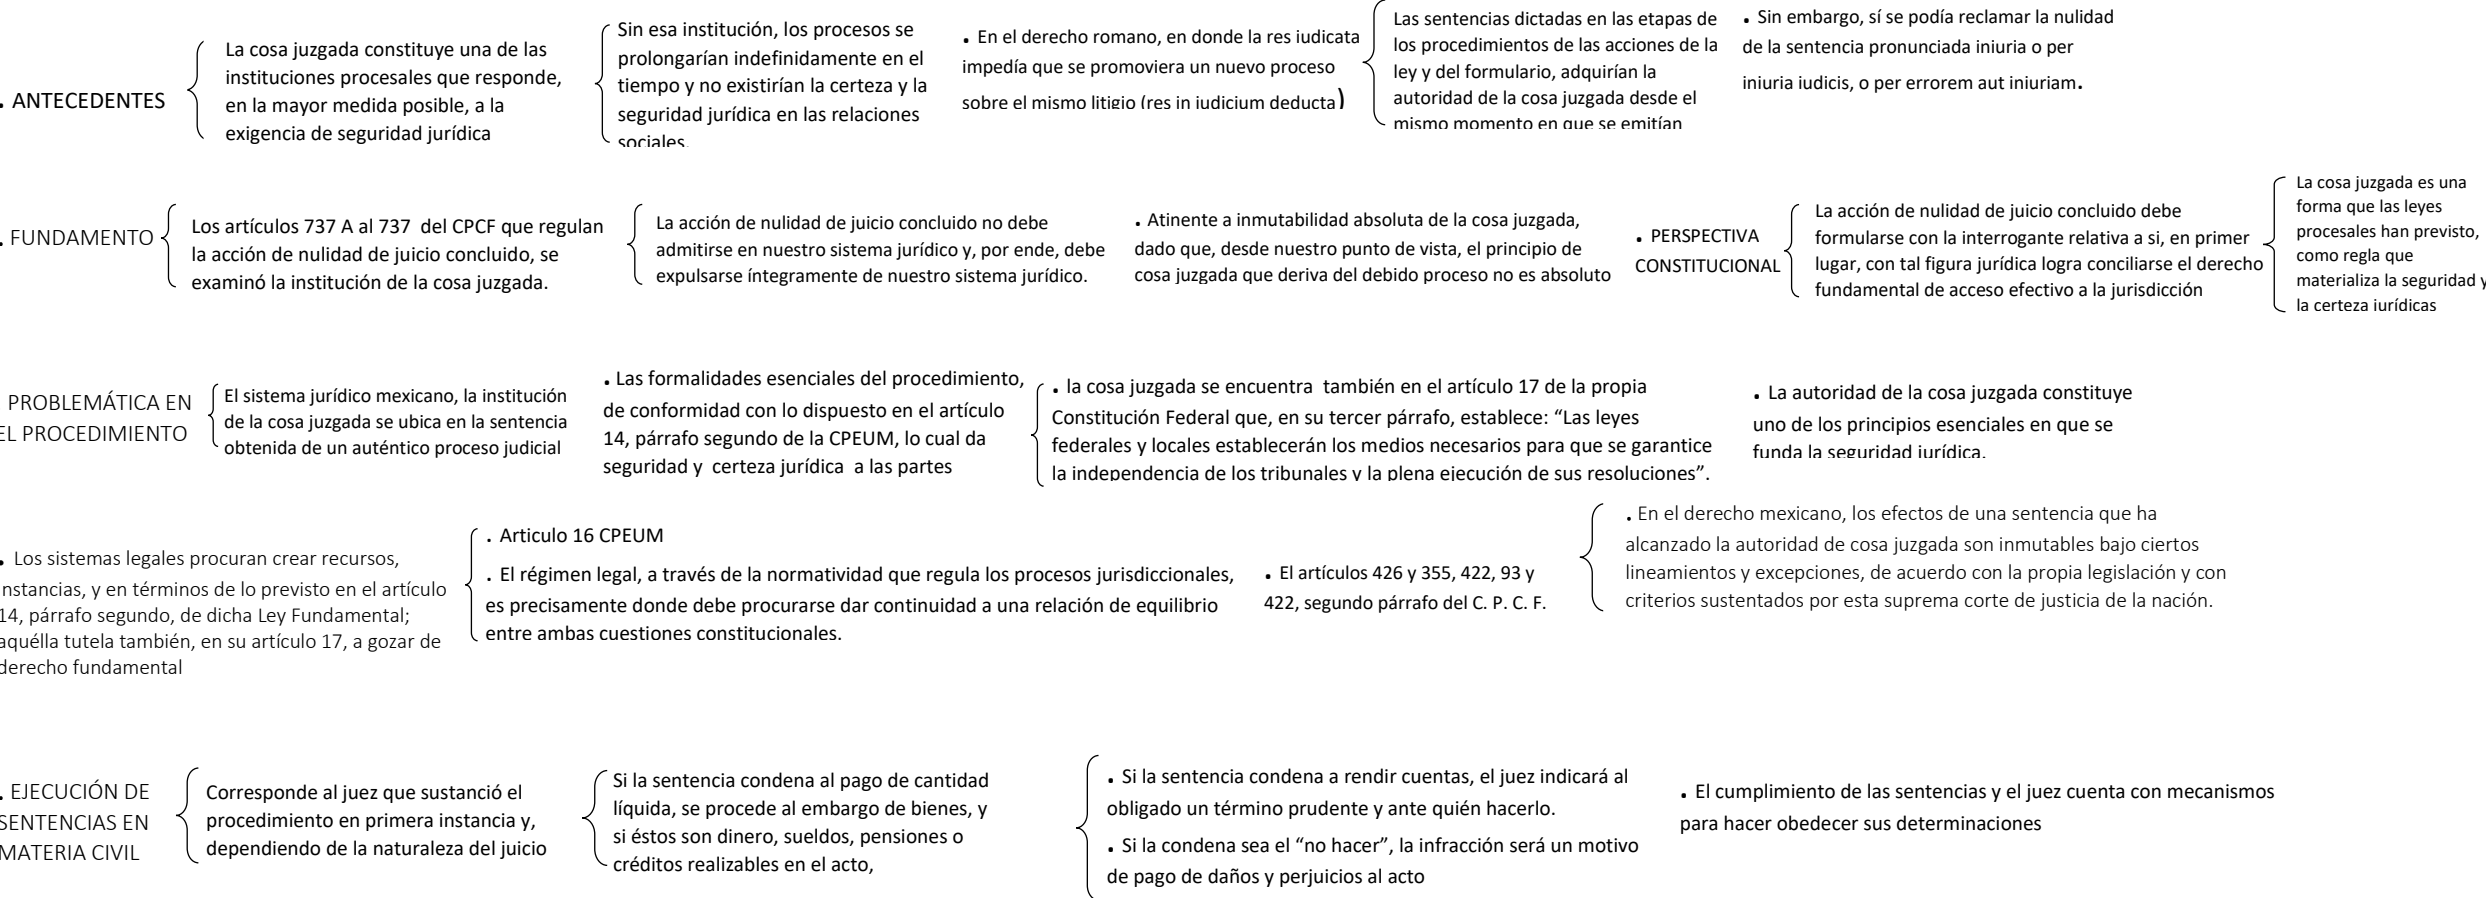 . ANTECEDENTES
La cosa juzgada constituye una de las
instituciones procesales que responde,
en la mayor medida posible, a la
exigencia de seguridad jurídica
Sin esa institución, los procesos se
prolongarían indefinidamente en el
tiempo y no existirían la certeza y la
seguridad jurídica en las relaciones
sociales.
. En el derecho romano, en donde la res iudicata
impedía que se promoviera un nuevo proceso
sobre el mismo litigio (res in iudicium deducta)
Las sentencias dictadas en las etapas de
los procedimientos de las acciones de la
ley y del formulario, adquirían la
autoridad de la cosa juzgada desde el
mismo momento en que se emitían
. Sin embargo, sí se podía reclamar la nulidad
de la sentencia pronunciada iniuria o per
iniuria iudicis, o per errorem aut iniuriam.
. FUNDAMENTO
Los artículos 737 A al 737 del CPCF que regulan
la acción de nulidad de juicio concluido, se
examinó la institución de la cosa juzgada.
La acción de nulidad de juicio concluido no debe
admitirse en nuestro sistema jurídico y, por ende, debe
expulsarse íntegramente de nuestro sistema jurídico.
. Atinente a inmutabilidad absoluta de la cosa juzgada,
dado que, desde nuestro punto de vista, el principio de
cosa juzgada que deriva del debido proceso no es absoluto
. PERSPECTIVA
CONSTITUCIONAL
La acción de nulidad de juicio concluido debe
formularse con la interrogante relativa a si, en primer
lugar, con tal figura jurídica logra conciliarse el derecho
fundamental de acceso efectivo a la jurisdicción
La cosa juzgada es una
forma que las leyes
procesales han previsto,
como regla que
materializa la seguridad y
la certeza jurídicas
PROBLEMÁTICA EN
EL PROCEDIMIENTO
El sistema jurídico mexicano, la institución
de la cosa juzgada se ubica en la sentencia
obtenida de un auténtico proceso judicial
. Las formalidades esenciales del procedimiento,
de conformidad con lo dispuesto en el artículo
14, párrafo segundo de la CPEUM, lo cual da
seguridad y certeza jurídica a las partes
. la cosa juzgada se encuentra también en el artículo 17 de la propia
Constitución Federal que, en su tercer párrafo, establece: “Las leyes
federales y locales establecerán los medios necesarios para que se garantice
la independencia de los tribunales y la plena ejecución de sus resoluciones”.
. La autoridad de la cosa juzgada constituye
uno de los principios esenciales en que se
funda la seguridad jurídica.
. Los sistemas legales procuran crear recursos,
instancias, y en términos de lo previsto en el artículo
14, párrafo segundo, de dicha Ley Fundamental;
aquélla tutela también, en su artículo 17, a gozar de
derecho fundamental
. Articulo 16 CPEUM
. El régimen legal, a través de la normatividad que regula los procesos jurisdiccionales,
es precisamente donde debe procurarse dar continuidad a una relación de equilibrio
entre ambas cuestiones constitucionales.
. El artículos 426 y 355, 422, 93 y
422, segundo párrafo del C. P. C. F.
. En el derecho mexicano, los efectos de una sentencia que ha
alcanzado la autoridad de cosa juzgada son inmutables bajo ciertos
lineamientos y excepciones, de acuerdo con la propia legislación y con
criterios sustentados por esta suprema corte de justicia de la nación.
. EJECUCIÓN DE
SENTENCIAS EN
MATERIA CIVIL
Corresponde al juez que sustanció el
procedimiento en primera instancia y,
dependiendo de la naturaleza del juicio
Si la sentencia condena al pago de cantidad
líquida, se procede al embargo de bienes, y
si éstos son dinero, sueldos, pensiones o
créditos realizables en el acto,
. Si la sentencia condena a rendir cuentas, el juez indicará al
obligado un término prudente y ante quién hacerlo.
. Si la condena sea el “no hacer”, la infracción será un motivo
de pago de daños y perjuicios al acto
. El cumplimiento de las sentencias y el juez cuenta con mecanismos
para hacer obedecer sus determinaciones